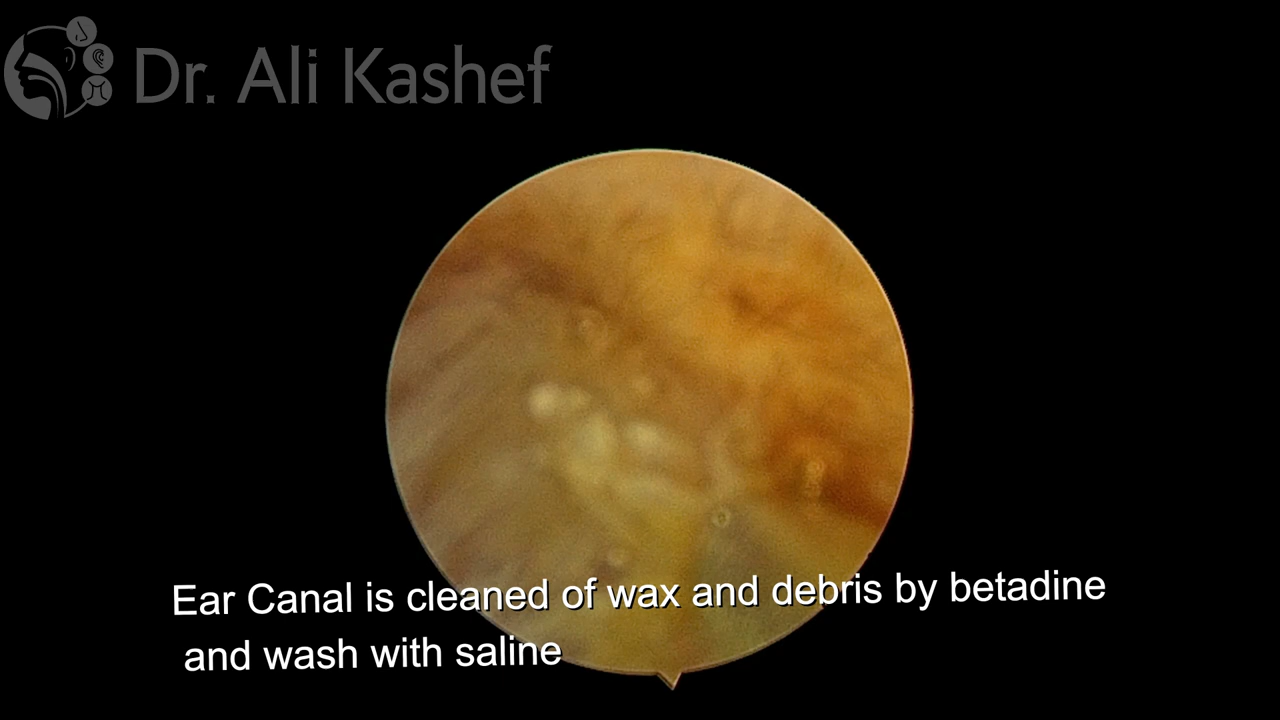 Dr. Ali Kashef
Ear Canal is cleaned of wax and debris by betadine
and wash with saline